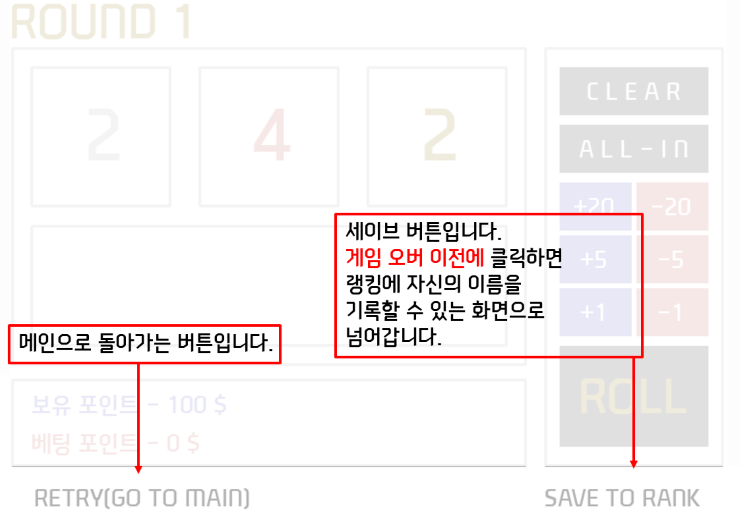 ROUND 1
2 4 2
CLEAR
ALL-IN
+20 -20
+5 -5
+1 -1
ROLL
세이브 버튼입니다.
게임 오버 이전에 클릭하면
랭킹에 자신의 이름을
기록할 수 있는 화면으로
넘어갑니다.
메인으로 돌아가는 버튼입니다.
보유 포인트 - 100 $
베팅 포인트 - 0 $
RETRY(GO TO MAIN)
SAVE TO RANK